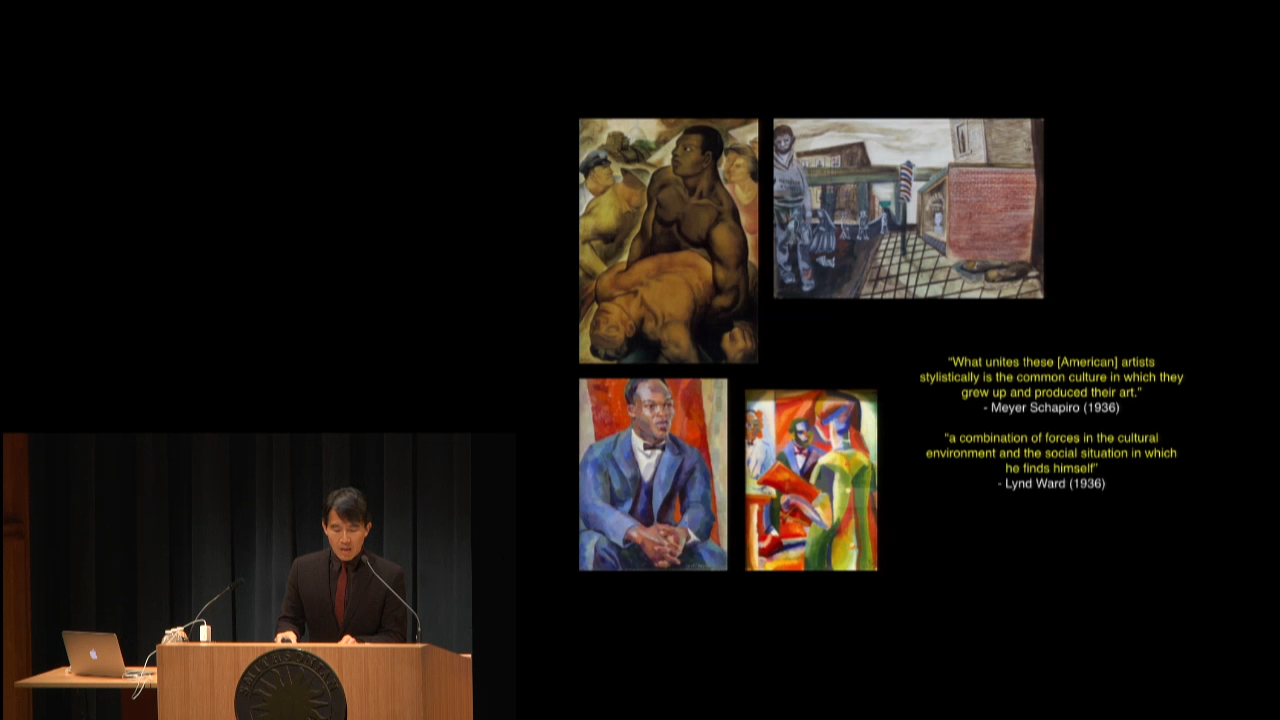 “What unites these [American] artists
stylistically is the common culture in which they
grew up and produced their art.”
- Meyer Schapiro (1936)
“a combination of forces in the cultural
environment and the social situation in which
he finds himself”
- Lynd Ward (1936)